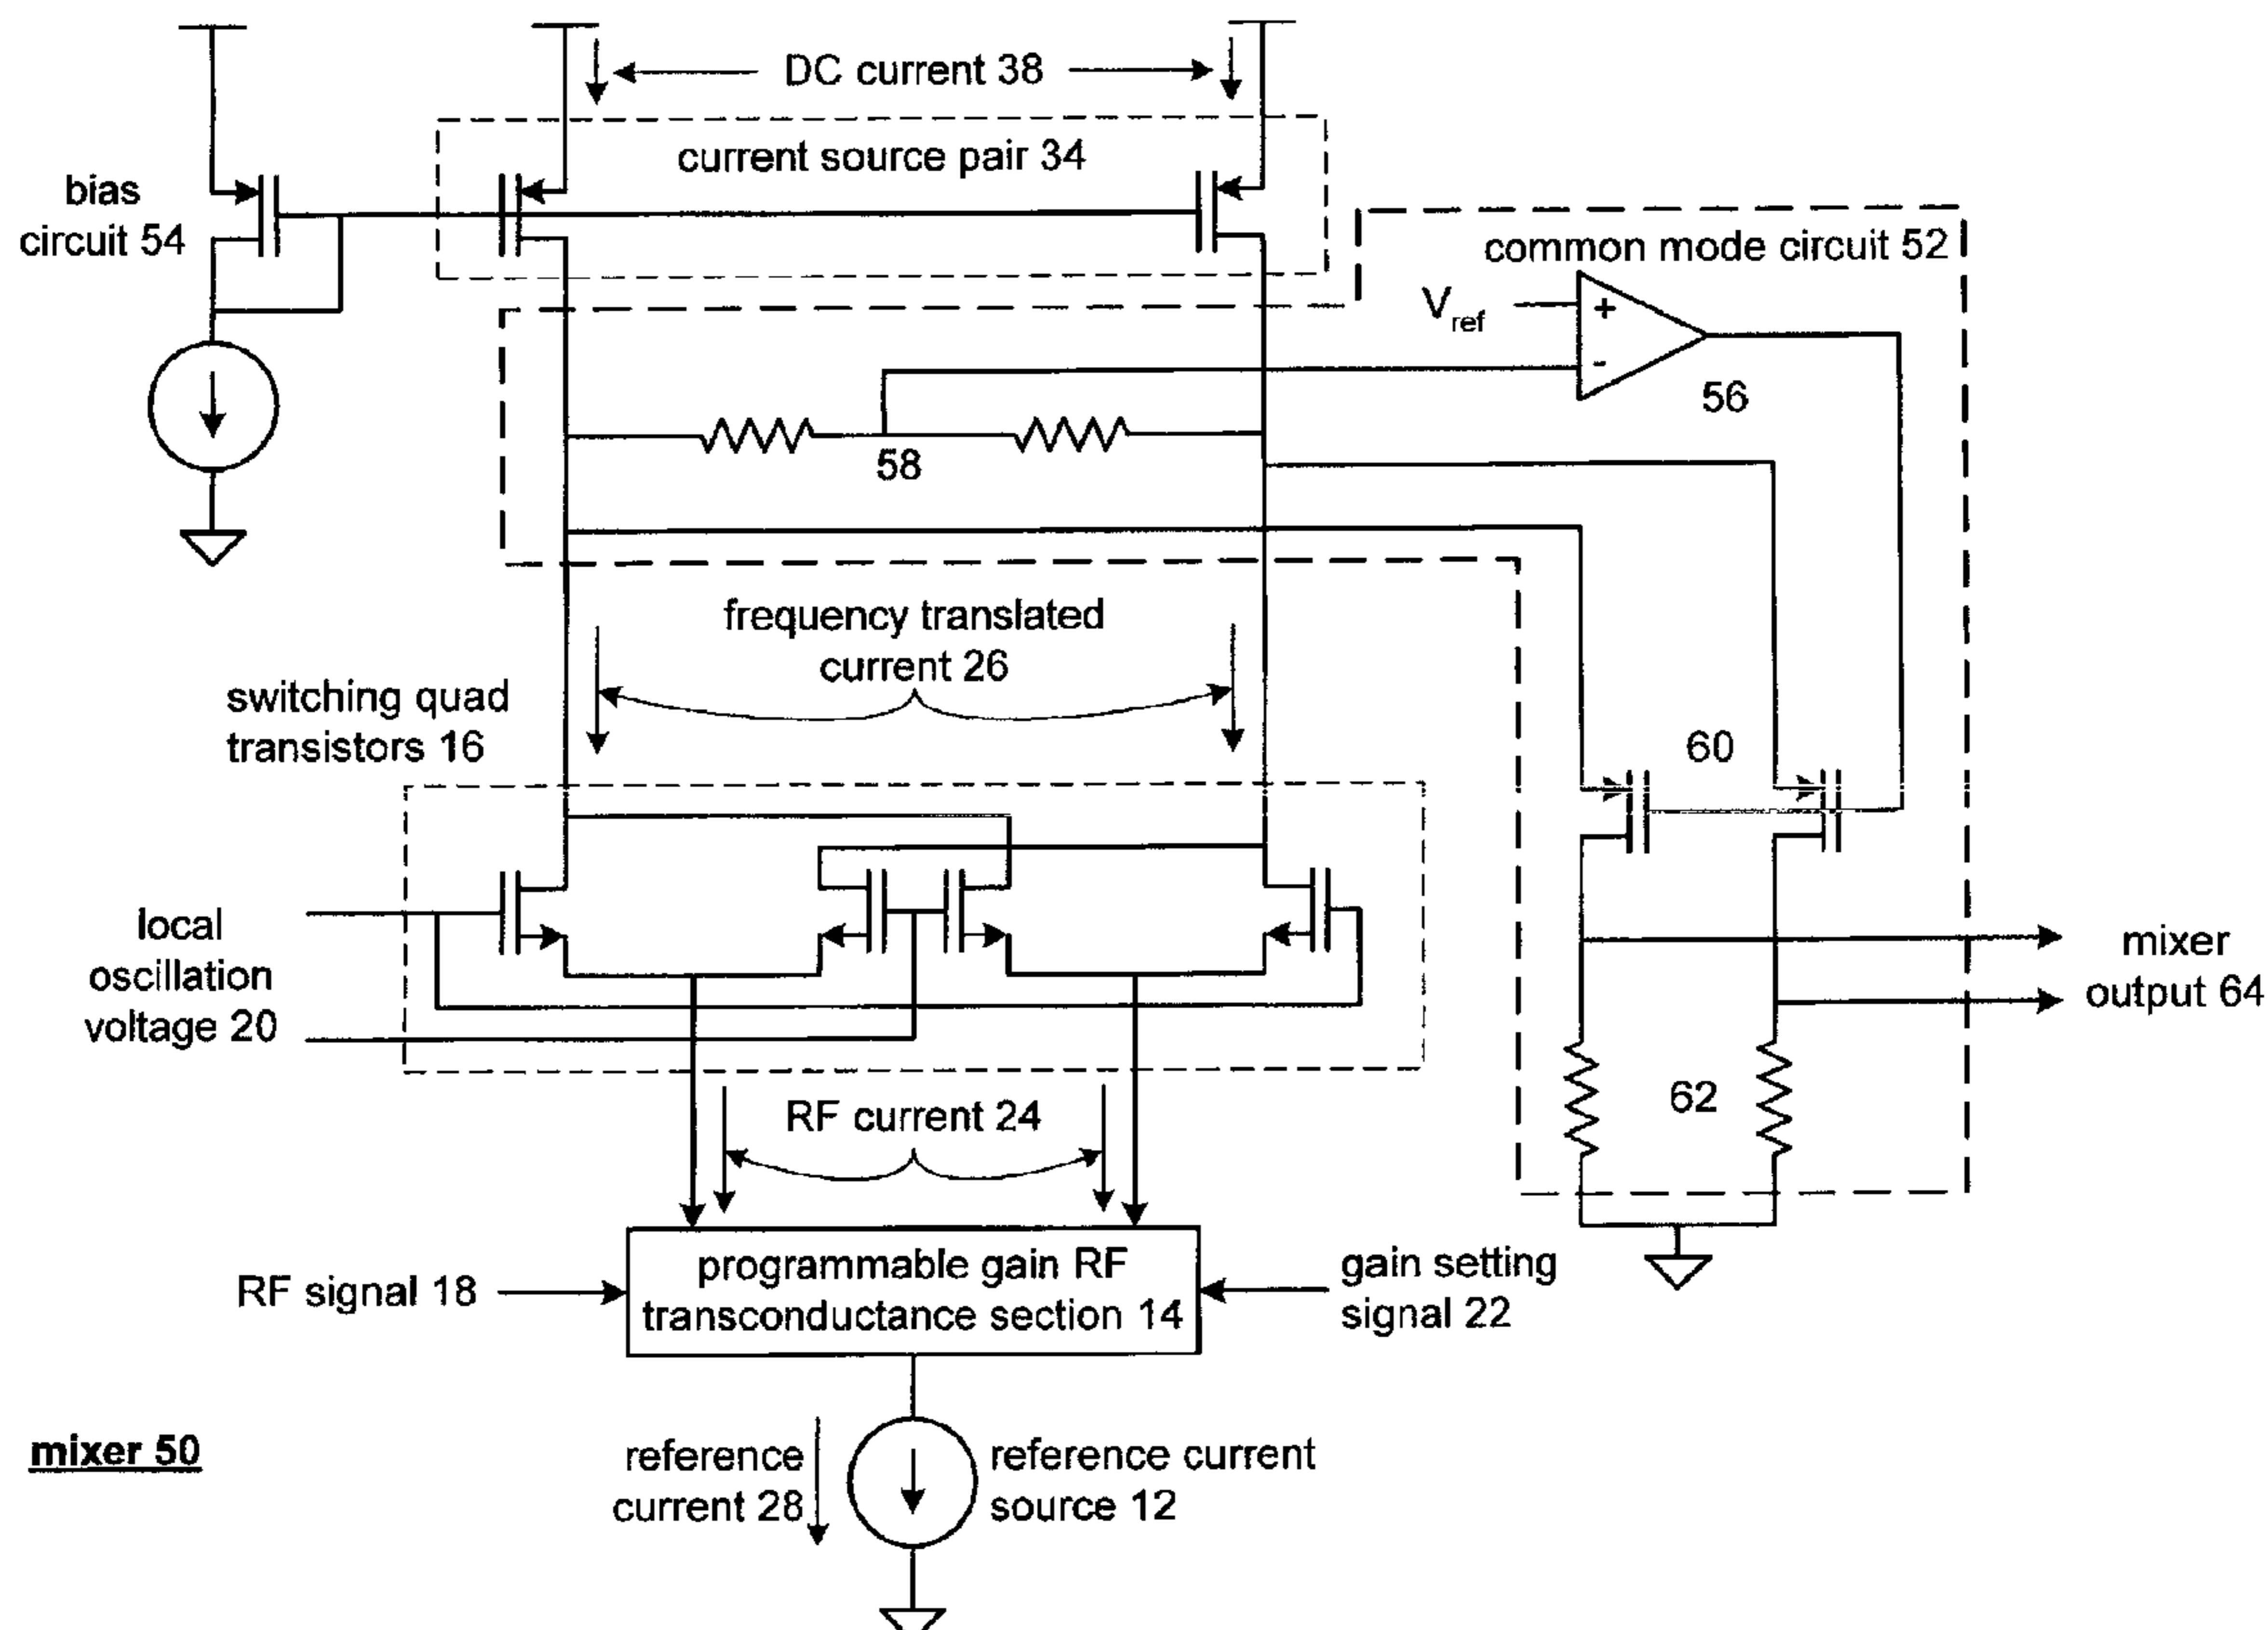 DC current 38
current source pair 34
bias
circuit 54
common mode circuit 52
Vref
+
-
56
58
frequency translated
current 26
switching quad
transistors 16
60
local
oscillation
voltage 20
mixer
output 64
62
RF current 24
programmable gain RF
transconductance section 14
RF signal 18
gain setting
signal 22
reference
current 28
reference current
source 12
mixer 50